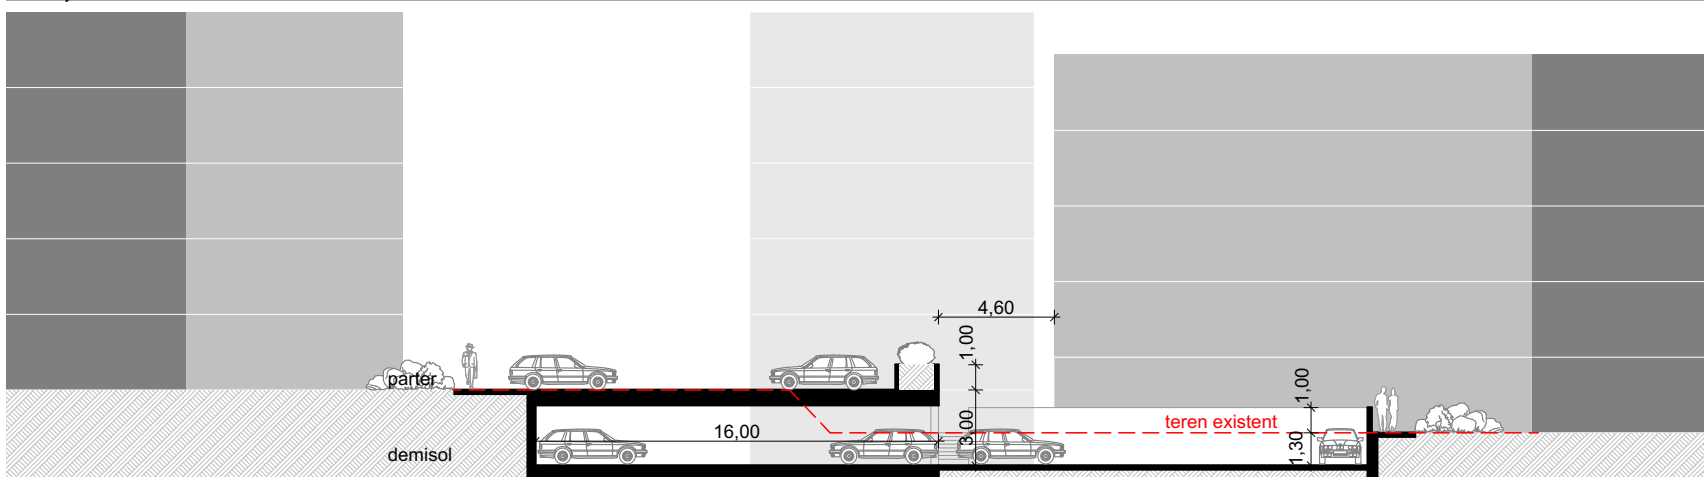 4,60
1,00
parter
1,00
teren existent
16,00
3,00
1,30
demisol